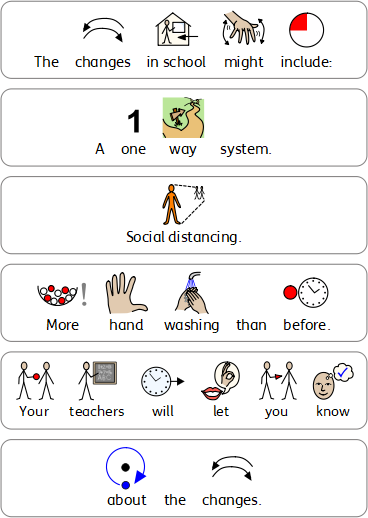 The changes in school might include:
1
A one way system.
Social distancing.
More hand washing than before.
Your teachers will let you know
about the changes.